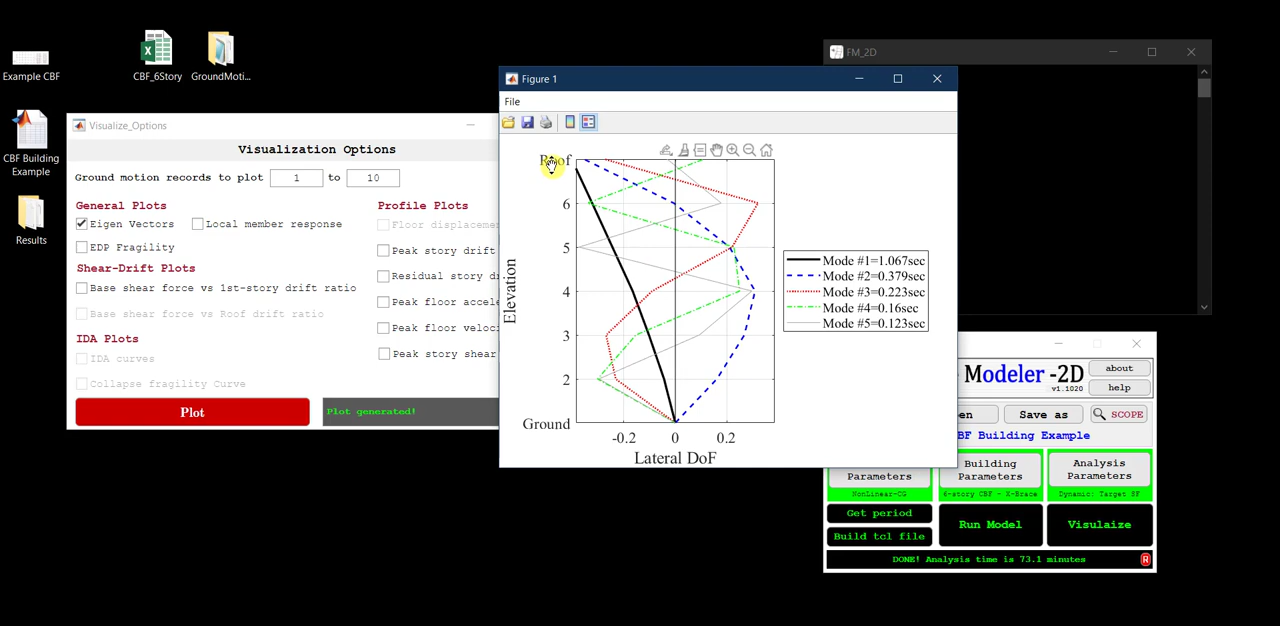 Example CBF
CBF_6Story
GroundMoti...
CBF Building
Example
Results
Visualize_Options
Visualization Options
Ground motion records to plot 1 to 10
General Plots
Eigen Vectors
Local member response
EDP Fragility
Shear-Drift Plots
Base shear force vs 1st-story drift ratio
Base shear force vs Roof drift ratio
IDA Plots
IDA curves
Collapse fragility Curve
Plot
Plot generated!
Profile Plots
Floor displaceme
Peak story drift
Residual story d
Peak floor accele
Peak floor veloc
Peak story shear
Figure 1
File
Roof
6
5
4
3
2
Ground
Elevation
-0.2 0 0.2
Lateral DoF
Mode #1=1.067sec
Mode #2=0.379sec
Mode #3=0.223sec
Mode #4=0.16sec
Mode #5=0.123sec
FM_2D
Modeler -2D
v1.1020
about
help
en
Save as
SCOPE
BF Building Example
Parameters
NonLinear-CG
Building
Parameters
6-story CBF - X-Brace
Analysis
Parameters
Dynamic: Target SF
Get period
Build tcl file
Run Model
Visulaize
DONE! Analysis time is 73.1 minutes
R